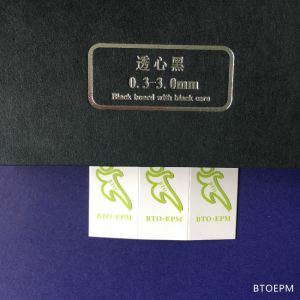 透心黑
0.3-3.0mm
Black board with black core
BTO·EPM BTO·EPM BTO·EPM
BTOEPM